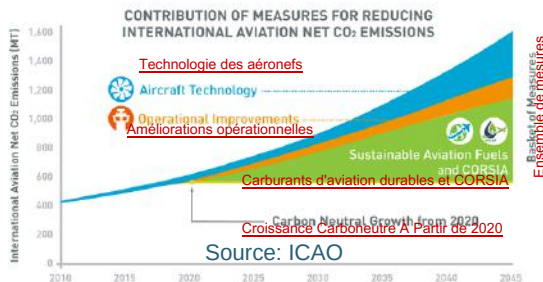 CONTRIBUTION OF MEASURES FOR REDUCING
INTERNATIONAL AVIATION NET CO₂ EMISSIONS
International Aviation Net CO₂ Emissions (MT)
1,600
1,400
1,200
1,000
800
600
400
200
0
Technologie des aéronefs
Aircraft Technology
Operational Improvements
Améliorations opérationnelles
Sustainable Aviation Fuels
and CORSIA
Carburants d'aviation durables et CORSIA
Carbon Neutral Growth from 2020
Croissance Carboneutre À Partir de 2020
Source: ICAO
2010
2015
2020
2025
2030
2035
2040
2045
Basket of Measures
Ensemble de mesures